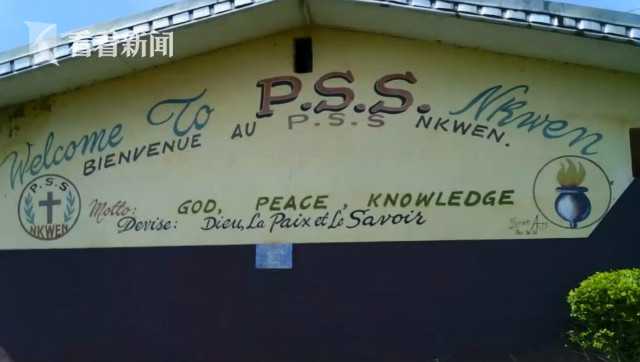 看看新闻
Welcome To P.S.S. Nkwen
BIENVENUE AU P.S.S NKWEN.
P.S.S
NKWEN
Motto: GOD, PEACE, KNOWLEDGE
Devise: Dieu, La Paix et Le Savoir